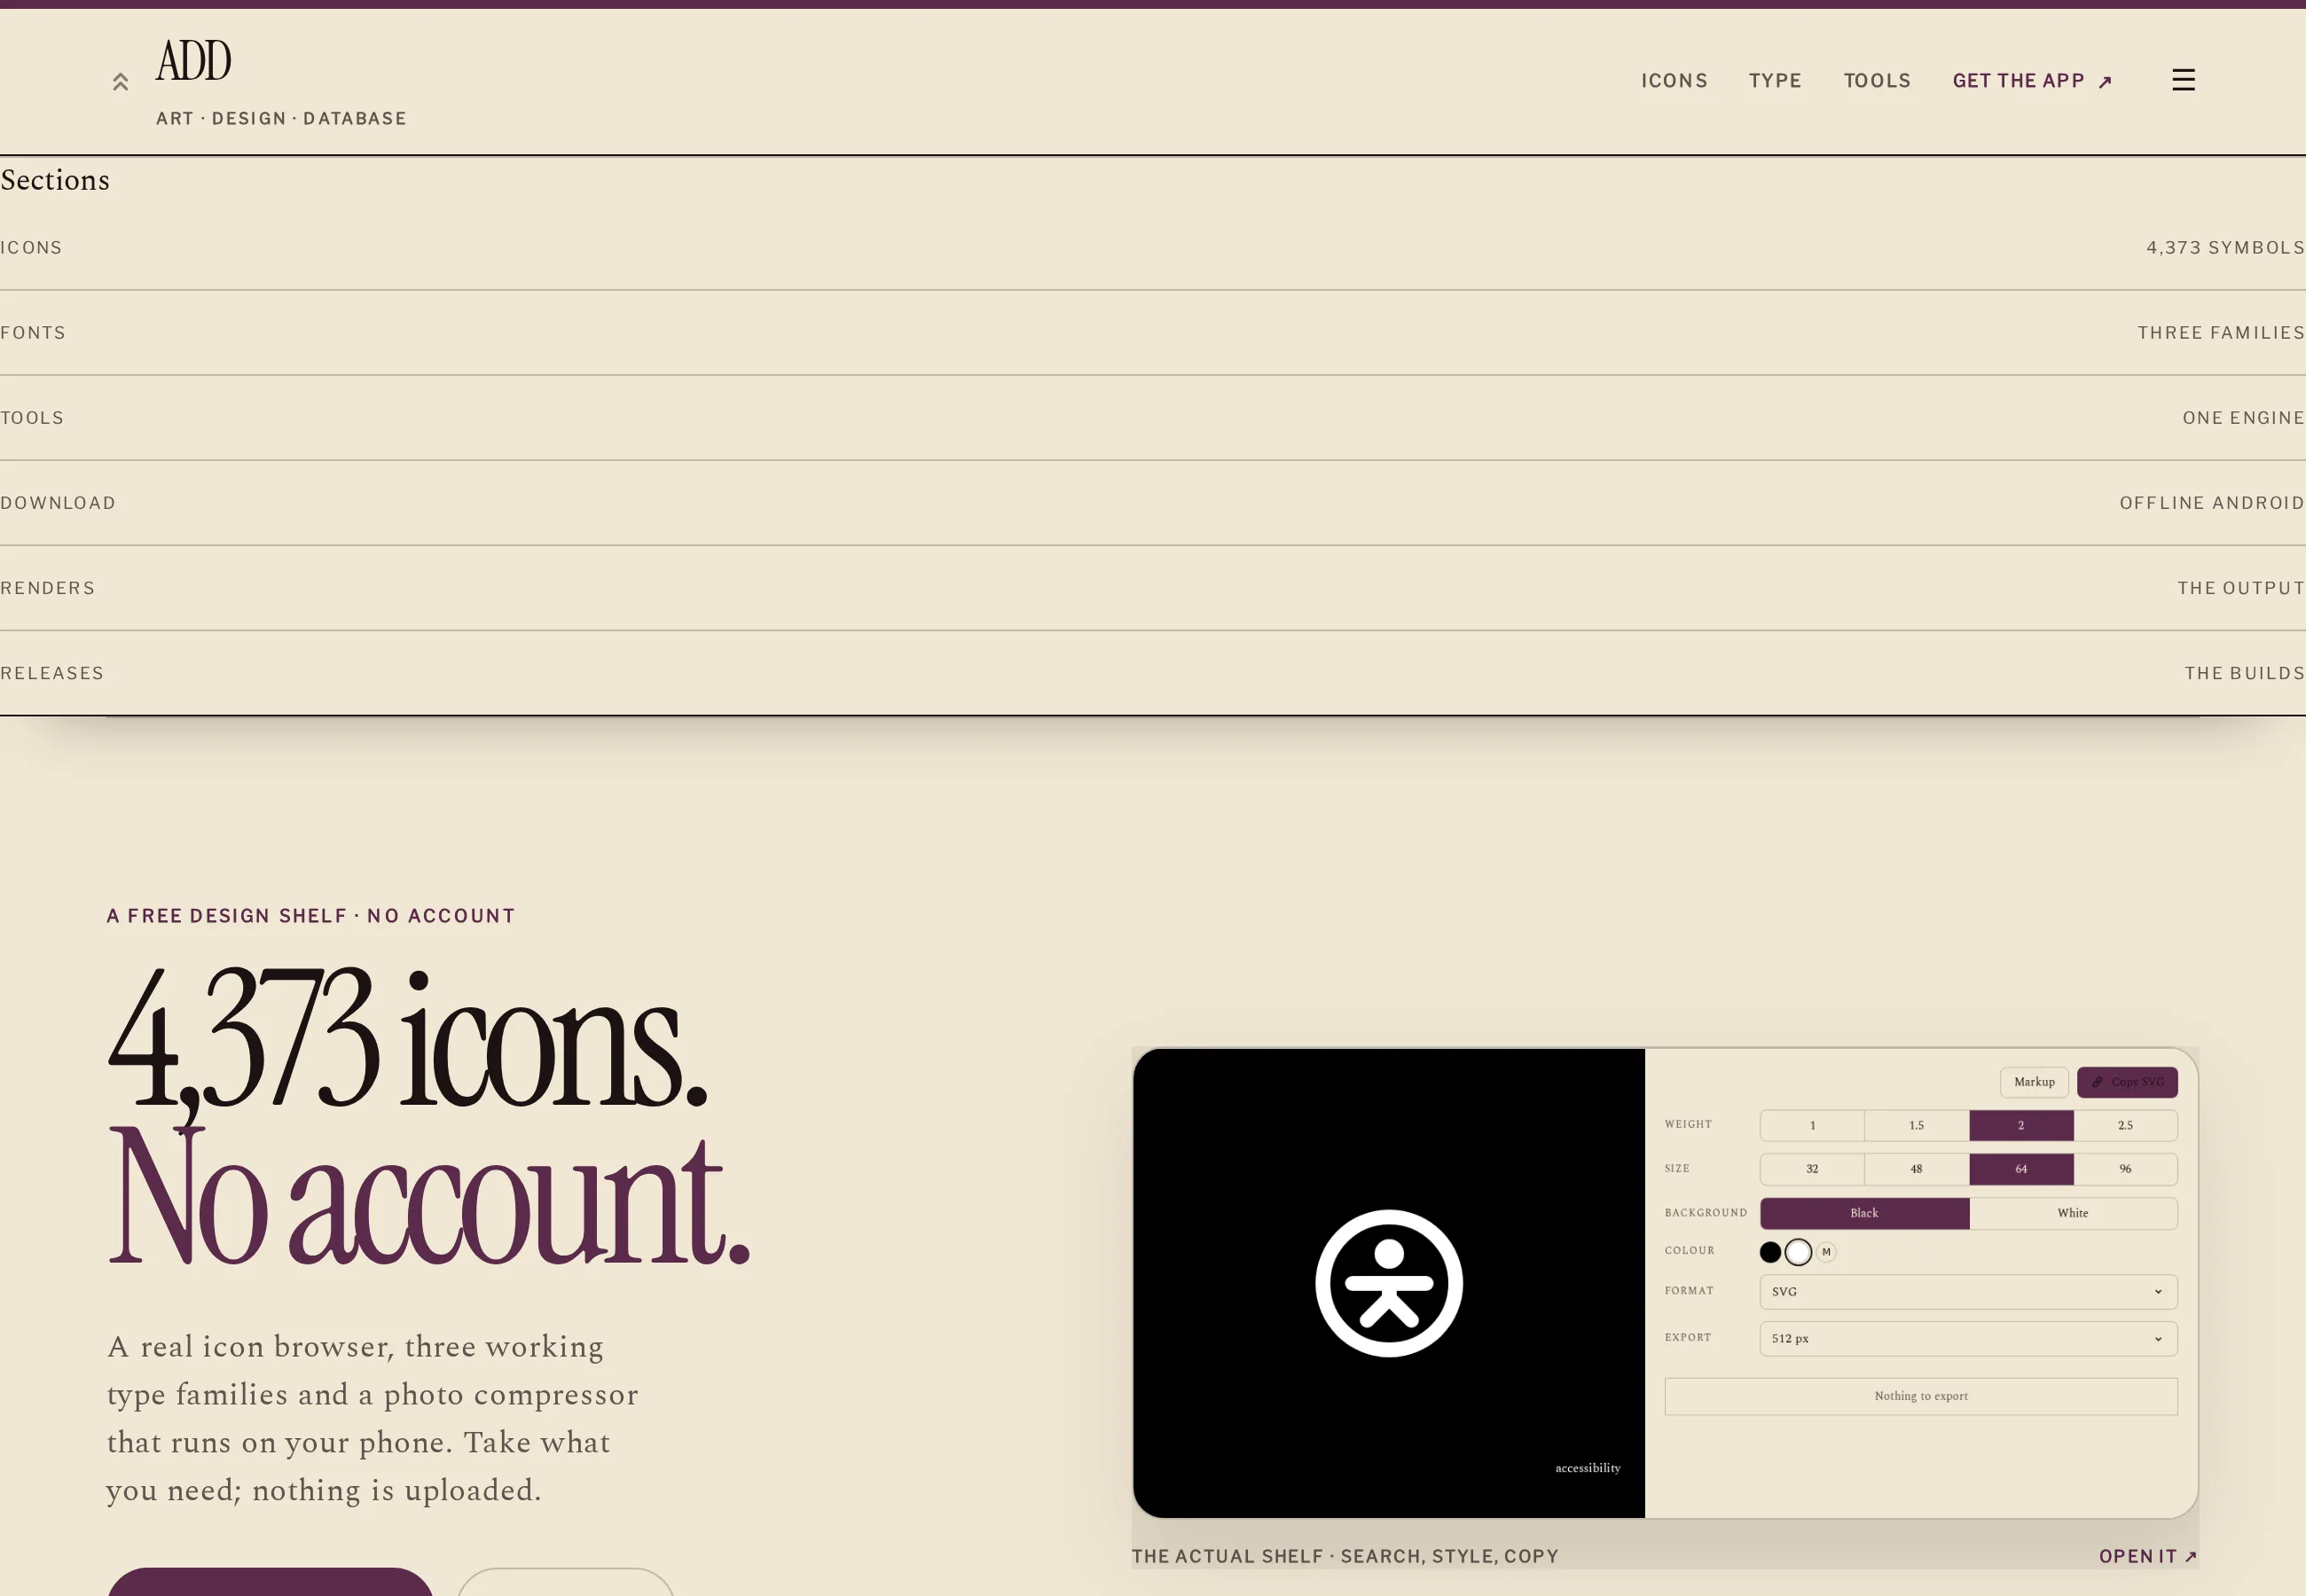 ADD
ART · DESIGN · DATABASE
ICONS TYPE TOOLS GET THE APP ↗
Sections
ICONS 4,373 SYMBOLS
FONTS THREE FAMILIES
TOOLS ONE ENGINE
DOWNLOAD OFFLINE ANDROID
RENDERS THE OUTPUT
RELEASES THE BUILDS
A FREE DESIGN SHELF · NO ACCOUNT
4,373 icons.
No account.
A real icon browser, three working
type families and a photo compressor
that runs on your phone. Take what
you need; nothing is uploaded.
accessibility
Markup Copy SVG
WEIGHT 1 1.5 2 2.5
SIZE 32 48 64 96
BACKGROUND Black White
COLOUR M
FORMAT SVG
EXPORT 512 px
Nothing to export
THE ACTUAL SHELF · SEARCH, STYLE, COPY OPEN IT ↗